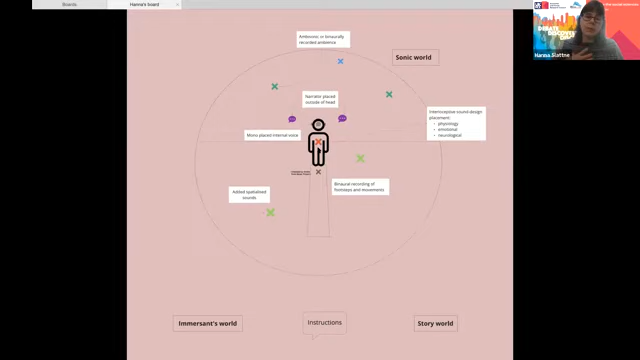 Boards
Hanna's board
Ambisonic or binaurally
recorded ambience
Sonic world
Narrator placed
outside of head
Interoceptive sound design
placement:
• physiology
• emotional
• neurological
Mono placed internal voice
Binaural recording of
footsteps and movements
Added spatialised
sounds
Immersant's world
Instructions
Story world
DEBATE
DISCOVER
Hanna Slattne